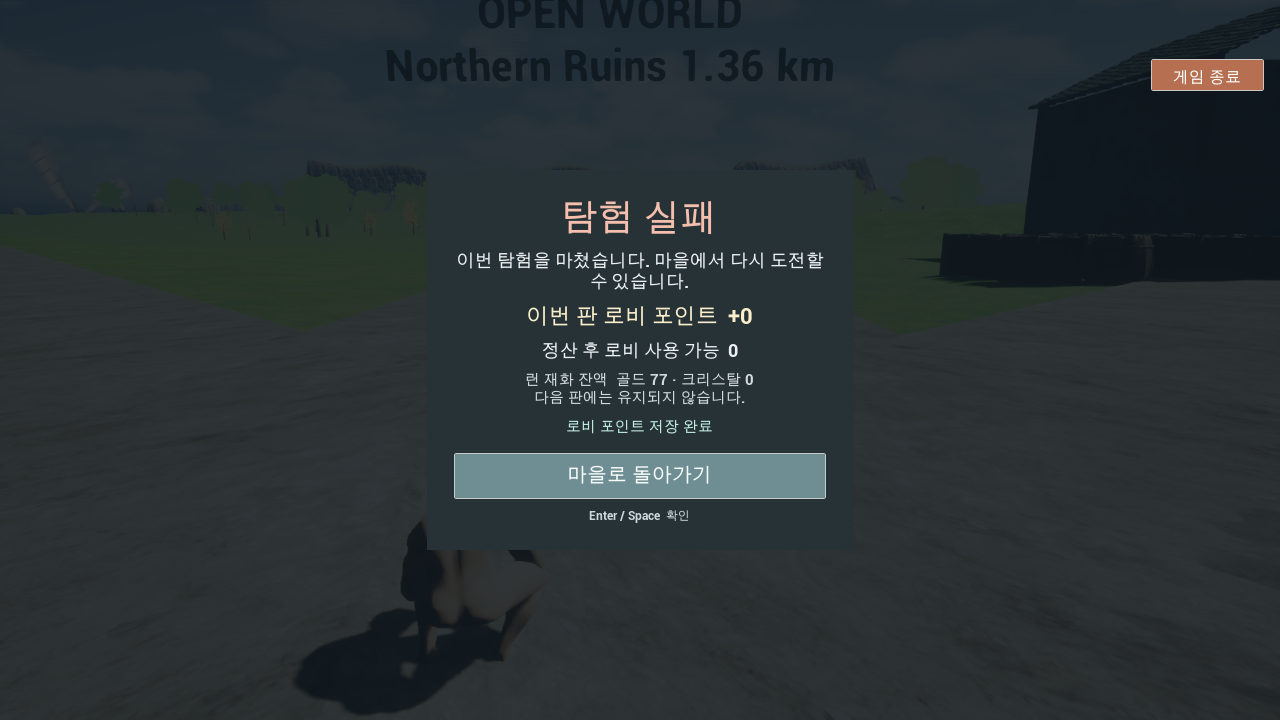 OPEN WORLD
Northern Ruins 1.36 km
게임 종료
탐험 실패
이번 탐험을 마쳤습니다. 마을에서 다시 도전할
수 있습니다.
이번 판 로비 포인트 +0
정산 후 로비 사용 가능 0
런 재화 잔액 골드 77 · 크리스탈 0
다음 판에는 유지되지 않습니다.
로비 포인트 저장 완료
마을로 돌아가기
Enter / Space 확인